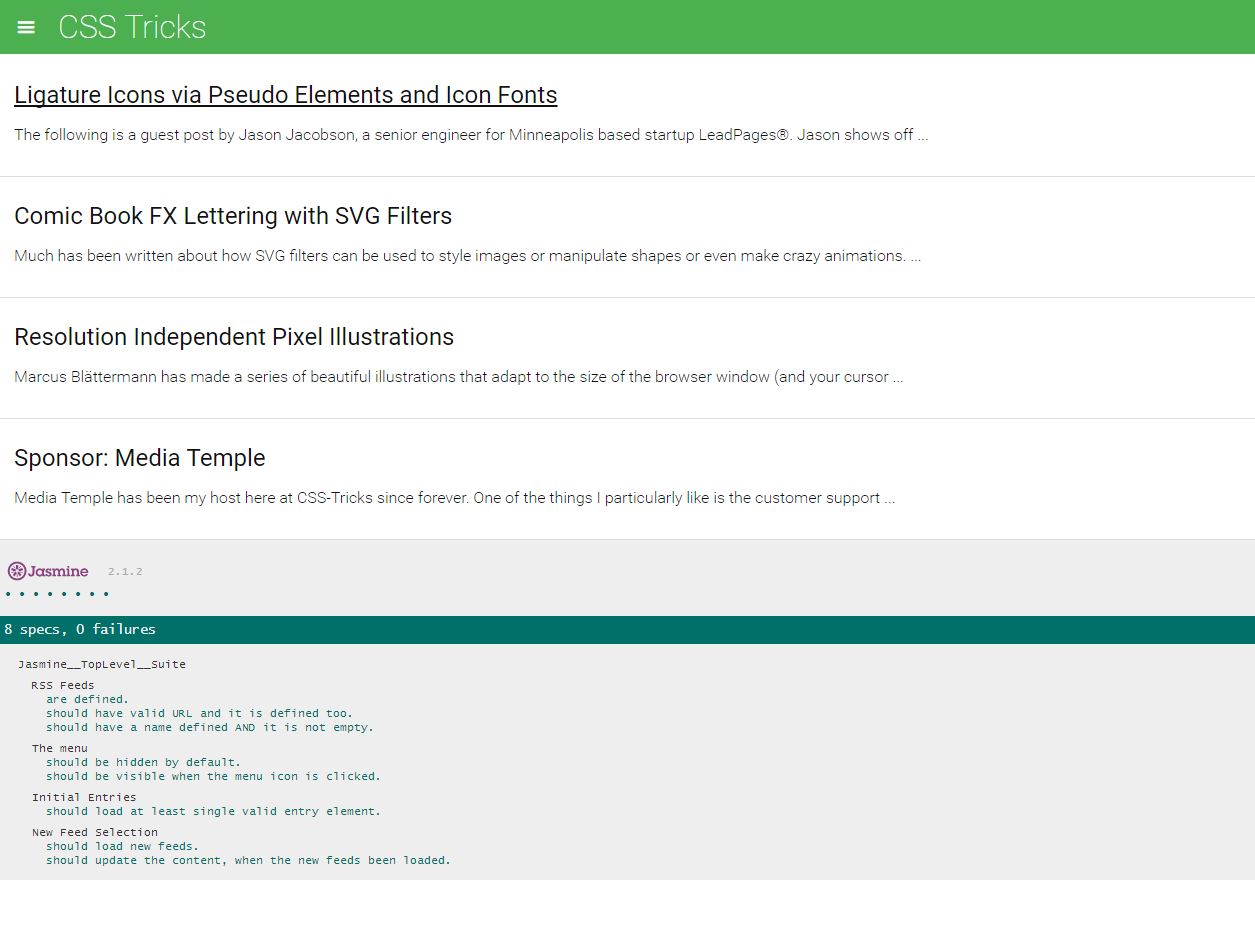 CSS Tricks
Ligature Icons via Pseudo Elements and Icon Fonts
The following is a guest post by Jason Jacobson, a senior engineer for Minneapolis based startup LeadPages®. Jason shows off ...
Comic Book FX Lettering with SVG Filters
Much has been written about how SVG filters can be used to style images or manipulate shapes or even make crazy animations. ...
Resolution Independent Pixel Illustrations
Marcus Blättermann has made a series of beautiful illustrations that adapt to the size of the browser window (and your cursor ...
Sponsor: Media Temple
Media Temple has been my host here at CSS-Tricks since forever. One of the things I particularly like is the customer support ...
Jasmine 2.1.2
• • • • • • • •
8 specs, 0 failures
Jasmine__TopLevel__Suite
RSS Feeds
are defined.
should have valid URL and it is defined too.
should have a name defined AND it is not empty.
The menu
should be hidden by default.
should be visible when the menu icon is clicked.
Initial Entries
should load at least single valid entry element.
New Feed Selection
should load new feeds.
should update the content, when the new feeds been loaded.